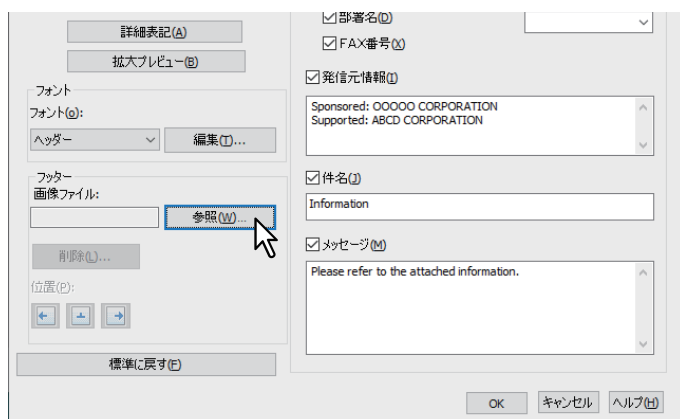 詳細表記(A)
拡大プレビュー(B)
フォント
フォント(o):
ヘッダー
編集(T)...
フッター
画像ファイル:
参照(W)...
削除(L)...
位置(P):
標準に戻す(F)
部署名(D)
FAX番号(X)
発信元情報(I)
Sponsored: OOOOO CORPORATION
Supported: ABCD CORPORATION
件名(J)
Information
メッセージ(M)
Please refer to the attached information.
OK
キャンセル
ヘルプ(H)